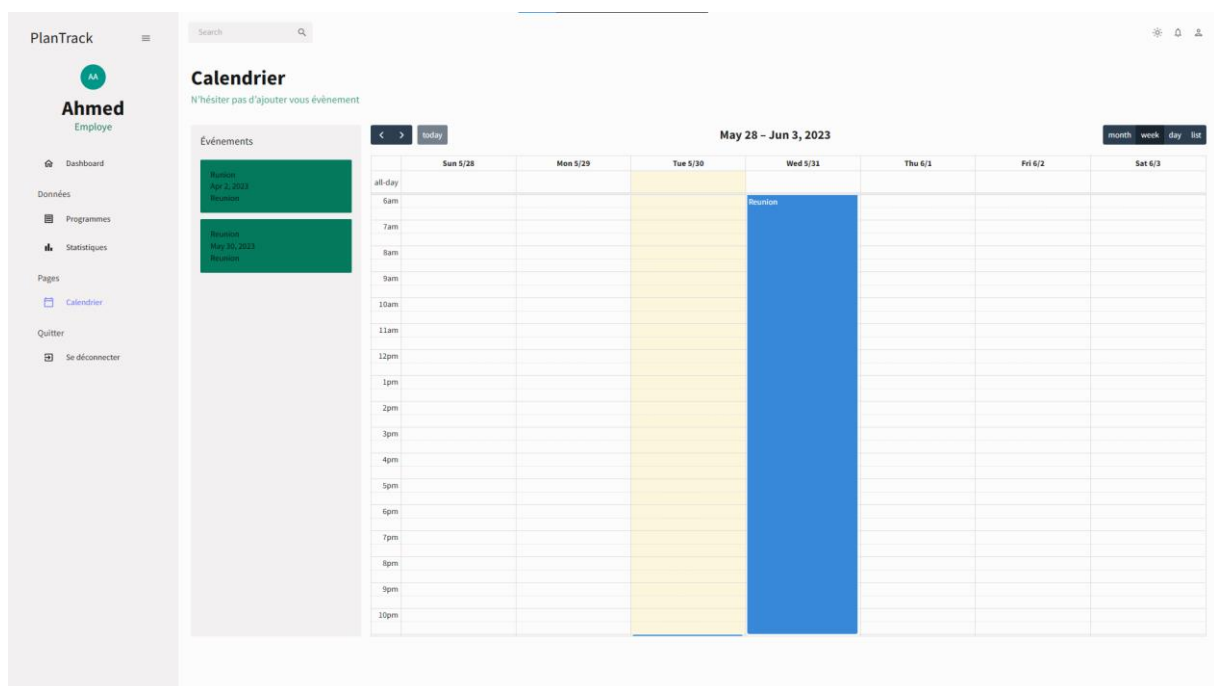 PlanTrack
Search
AA
Ahmed
Employe
Dashboard
Données
Programmes
Statistiques
Pages
Calendrier
Quitter
Se déconnecter
Calendrier
N'hésiter pas d'ajouter vous évènement
Événements
Runion
Apr 2, 2023
Reunion
Reunion
May 30, 2023
Reunion
today
May 28 – Jun 3, 2023
month week day list
Sun 5/28 Mon 5/29 Tue 5/30 Wed 5/31 Thu 6/1 Fri 6/2 Sat 6/3
all-day
6am Reunion
7am
8am
9am
10am
11am
12pm
1pm
2pm
3pm
4pm
5pm
6pm
7pm
8pm
9pm
10pm